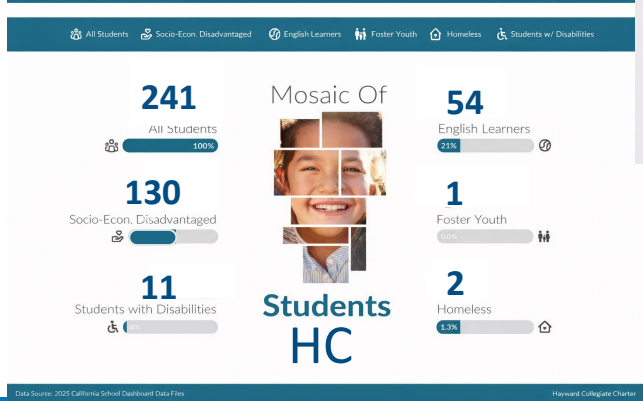 All Students Socio-Econ. Disadvantaged English Learners Foster Youth Homeless Students w/ Disabilities
Mosaic Of
Students
HC
241
All Students
100%
130
Socio-Econ. Disadvantaged
11
Students with Disabilities
4%
54
English Learners
21%
1
Foster Youth
0.0%
2
Homeless
1.3%
Data Source: 2025 California School Dashboard Data Files
Hayward Collegiate Charter